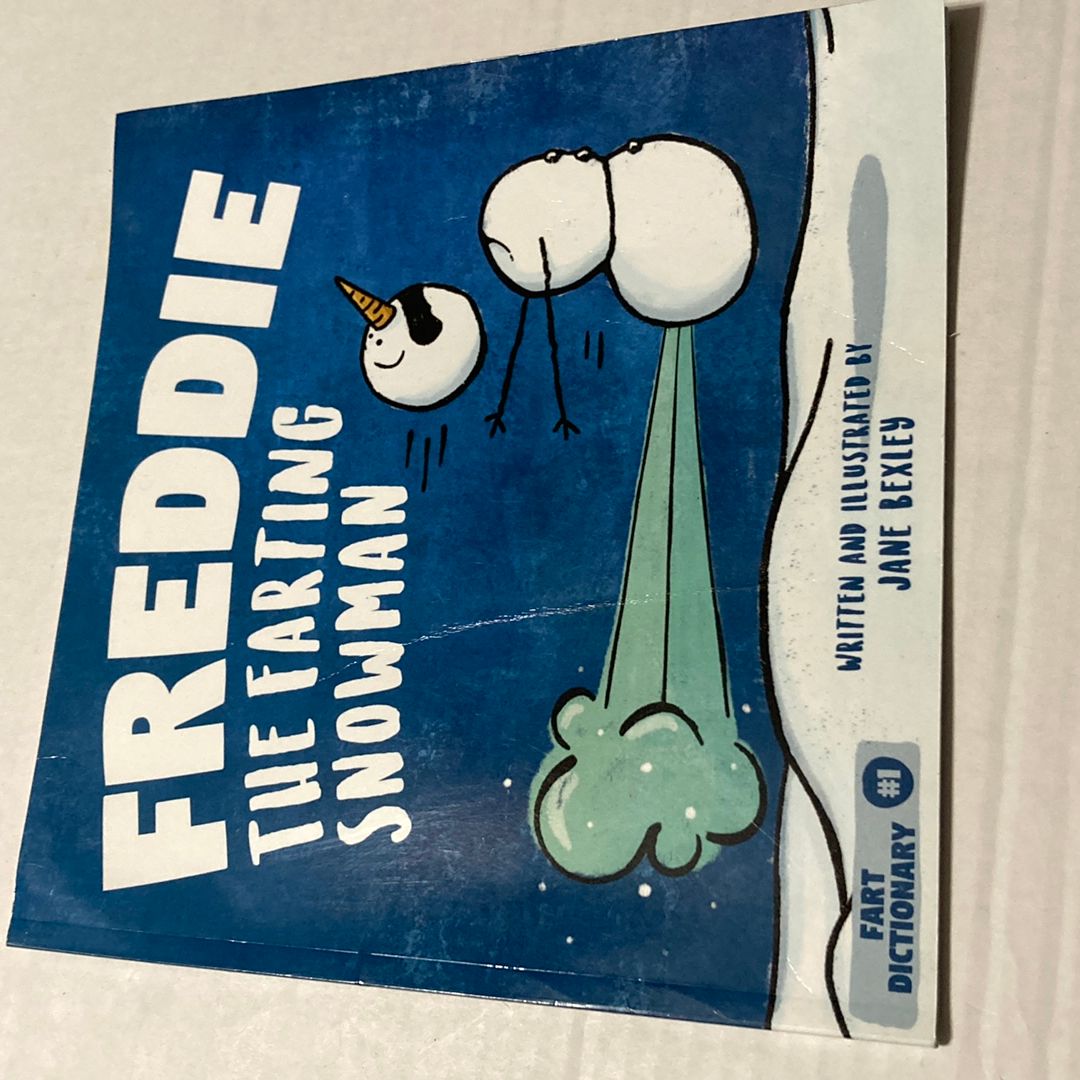 FREDDIE
THE FARTING
SNOWMAN
WRITTEN AND ILLUSTRATED BY
JANE BEXLEY
FART
DICTIONARY
#1